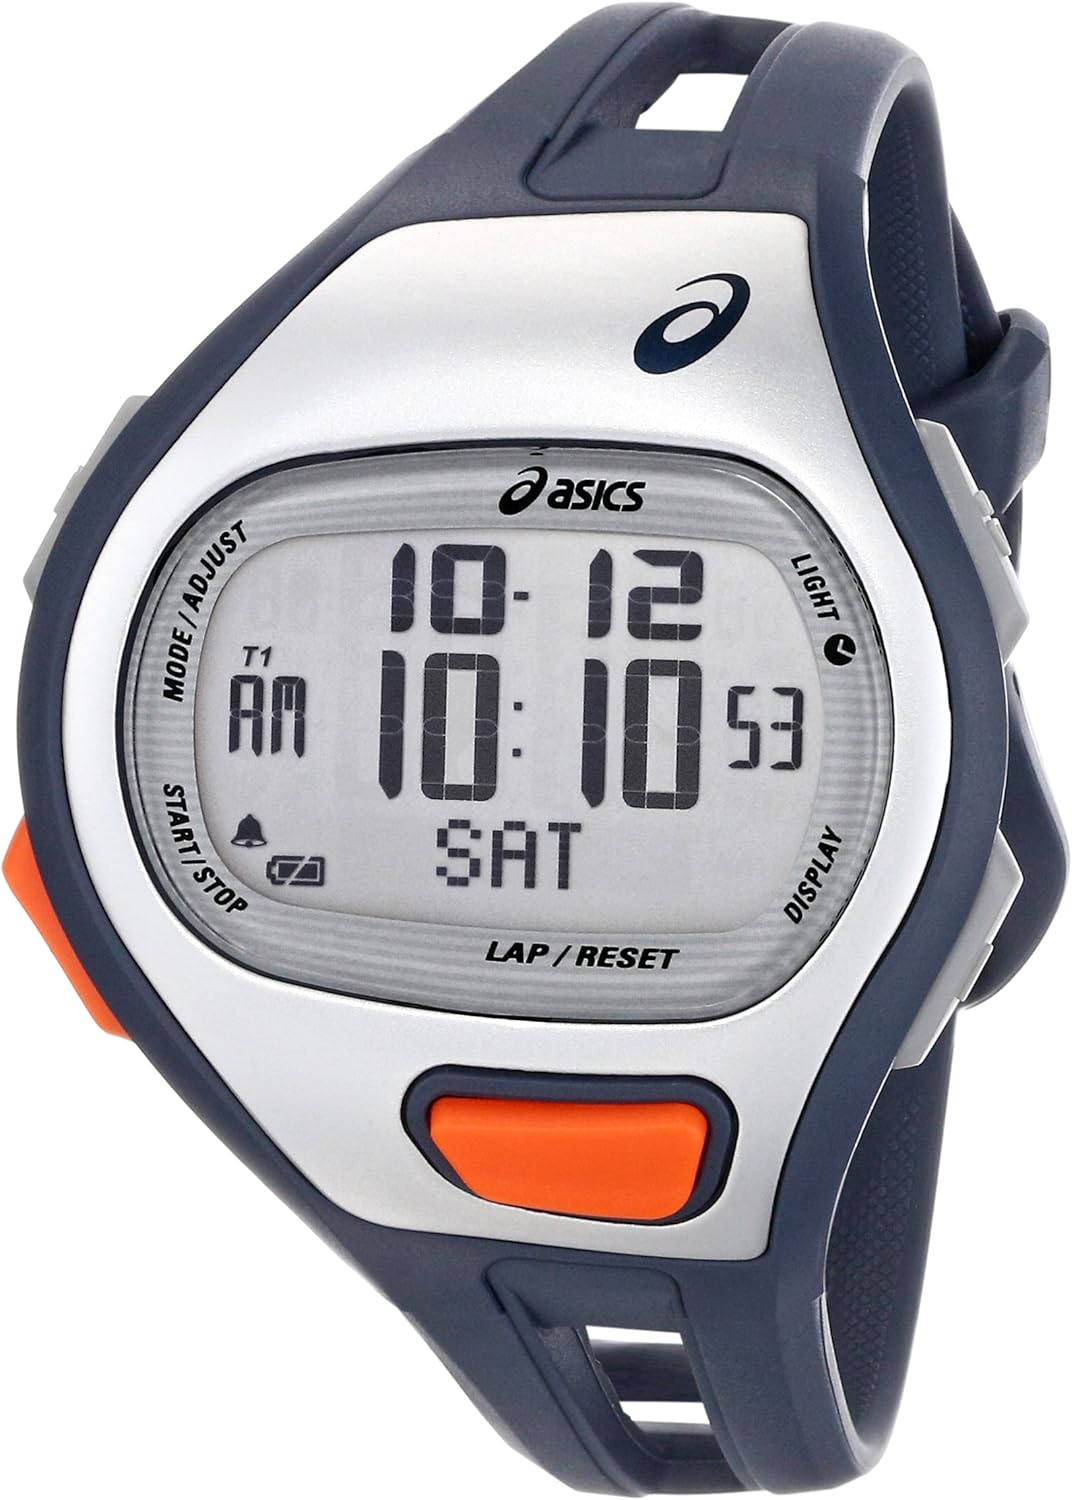 asics
MODE/ADJUST
LIGHT
10-12
T1
AM 10:10 53
SAT
START/STOP
DISPLAY
LAP/RESET